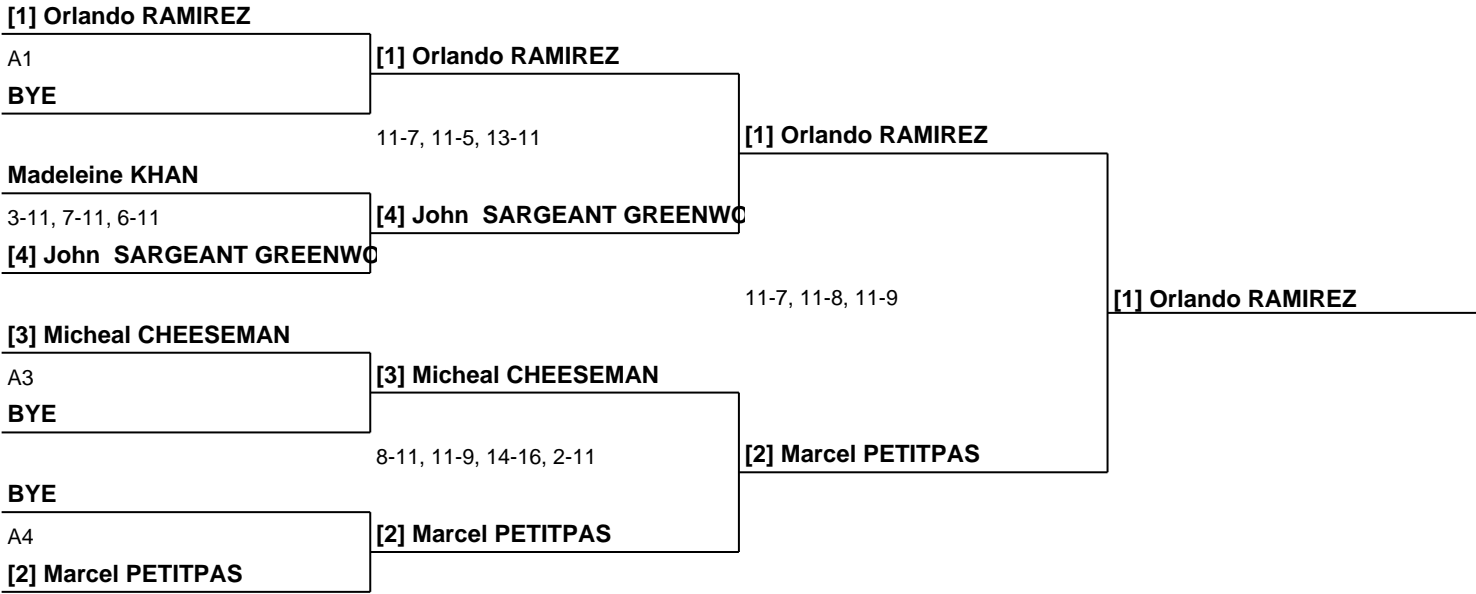 [1] Orlando RAMIREZ
A1
BYE
Madeleine KHAN
3-11, 7-11, 6-11
[4] John  SARGEANT GREENWO
[3] Micheal CHEESEMAN
A3
BYE
BYE
A4
[2] Marcel PETITPAS
[1] Orlando RAMIREZ
11-7, 11-5, 13-11
[4] John  SARGEANT GREENWO
[3] Micheal CHEESEMAN
8-11, 11-9, 14-16, 2-11
[2] Marcel PETITPAS
[1] Orlando RAMIREZ
11-7, 11-8, 11-9
[2] Marcel PETITPAS
[1] Orlando RAMIREZ